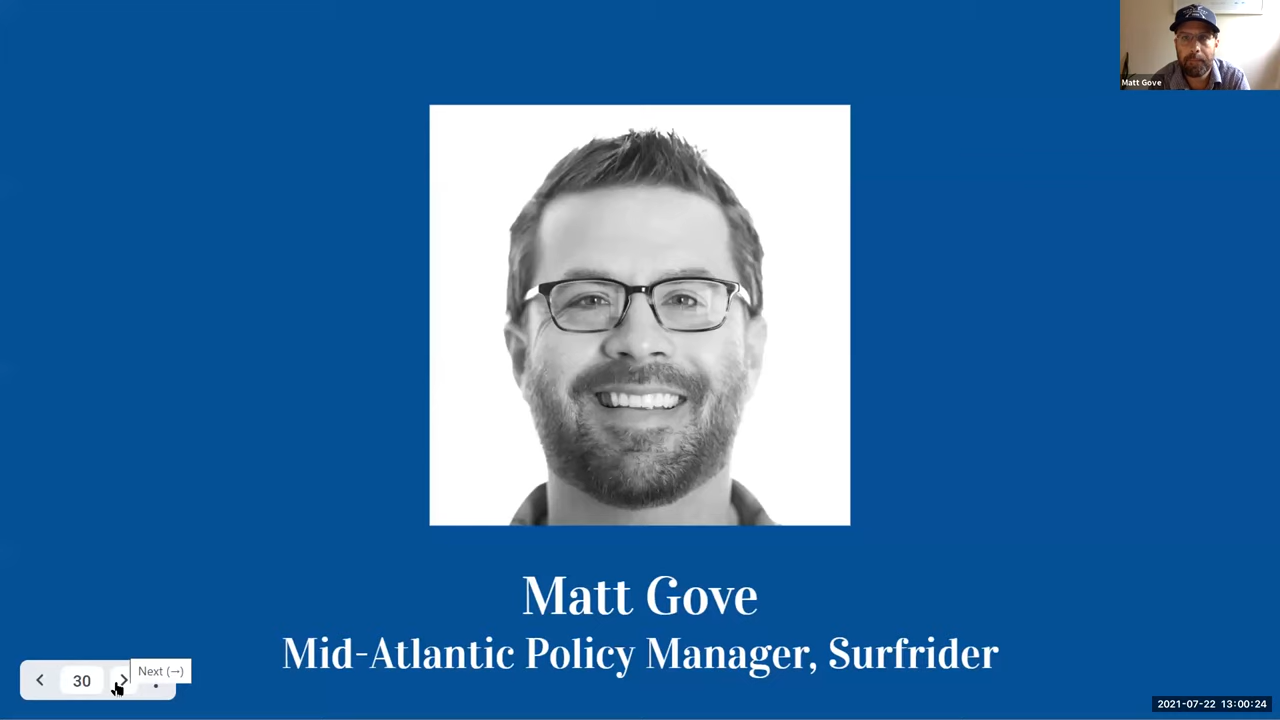 Matt Gove
Matt Gove
Mid-Atlantic Policy Manager, Surfrider
Next (→)
30
2021-07-22 13:00:24